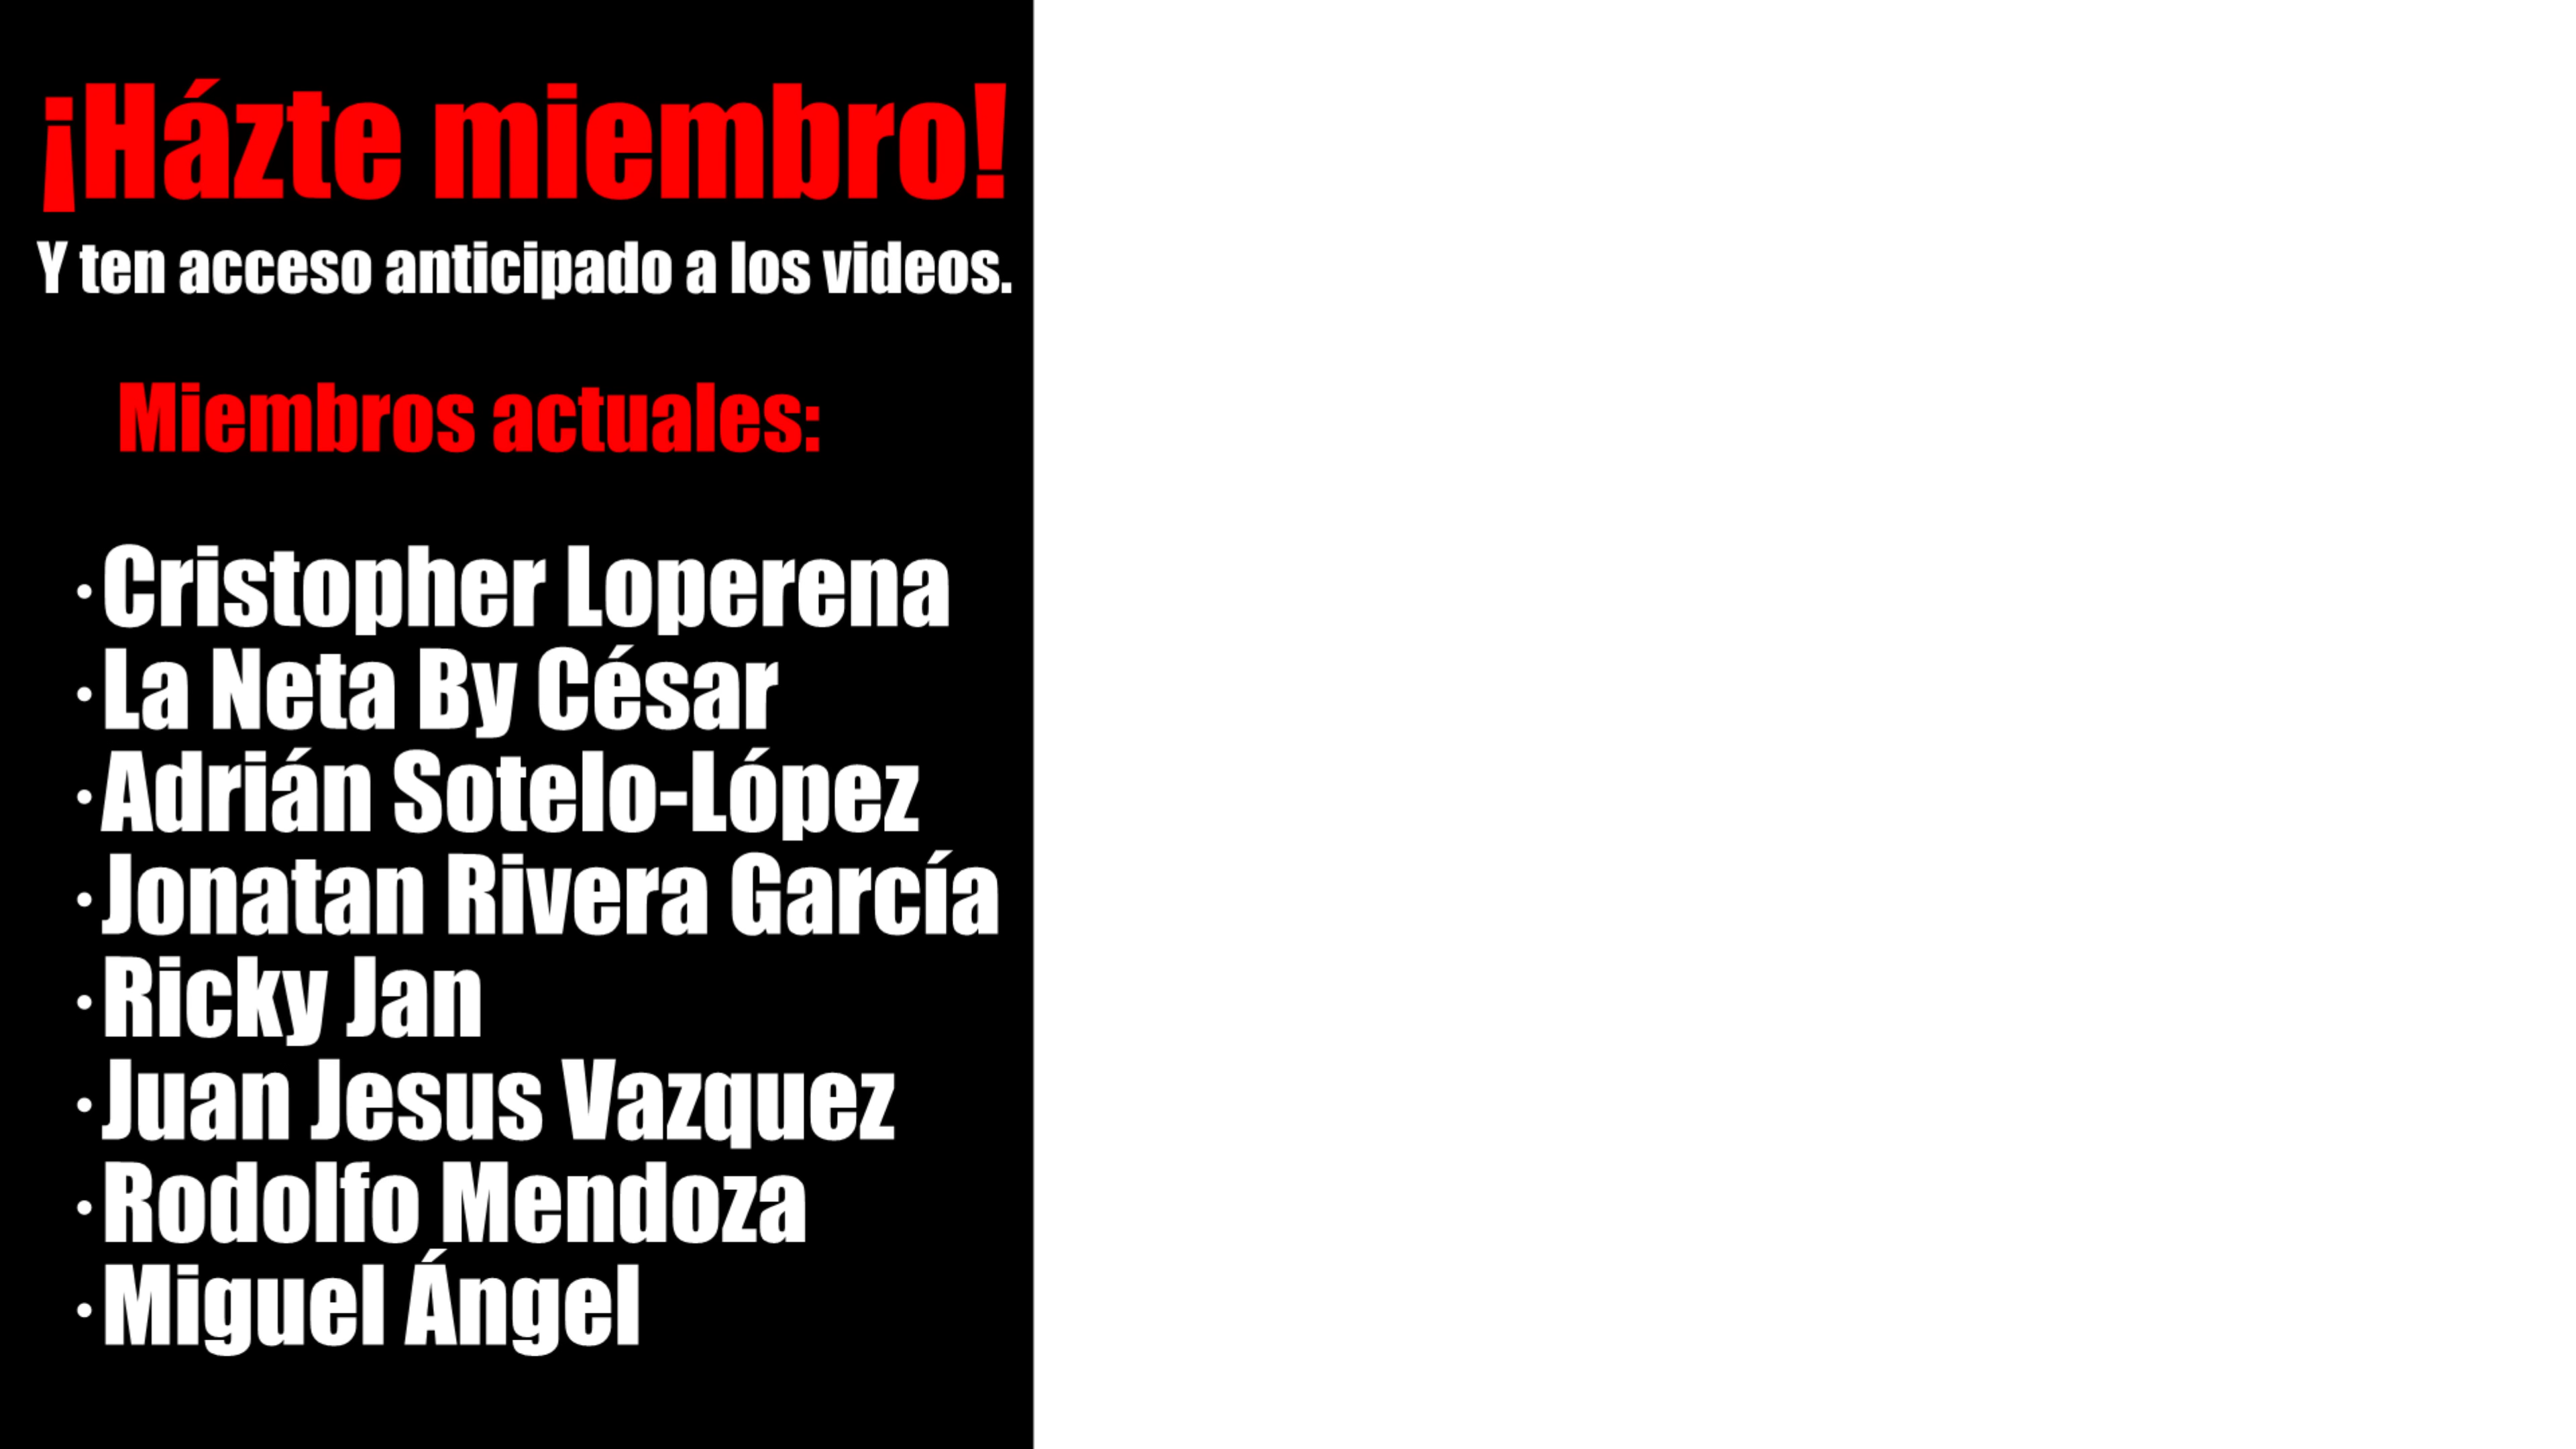 ¡Házte miembro!
Y ten acceso anticipado a los videos.
Miembros actuales:
·Cristopher Loperena
·La Neta By César
·Adrián Sotelo-López
·Jonatan Rivera García
·Ricky Jan
·Juan Jesus Vazquez
·Rodolfo Mendoza
·Miguel Ángel